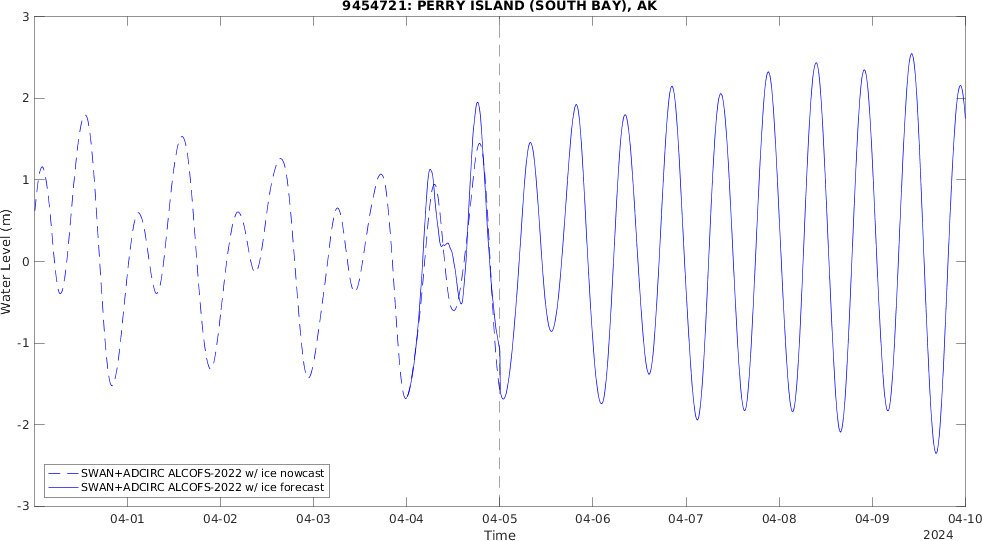 9454721: PERRY ISLAND (SOUTH BAY), AK
3
2
1
0
-1
-2
-3
Water Level (m)
SWAN+ADCIRC ALCOFS-2022 w/ ice nowcast
SWAN+ADCIRC ALCOFS-2022 w/ ice forecast
04-01 04-02 04-03 04-04 04-05 04-06 04-07 04-08 04-09 04-10
Time
2024